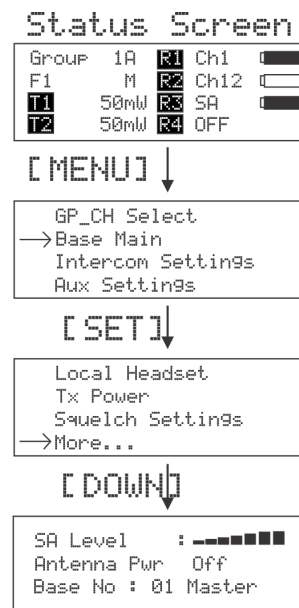 Status Screen
Group 1A R1 Ch1
F1 M R2 Ch12
T1 50mW R3 SA
T2 50mW R4 OFF
[MENU]
GP_CH Select
→Base Main
Intercom Settings
Aux Settings
[SET]
Local Headset
Tx Power
Squelch Settings
→More...
[DOWN]
SA Level :
Antenna Pwr Off
Base No : 01 Master